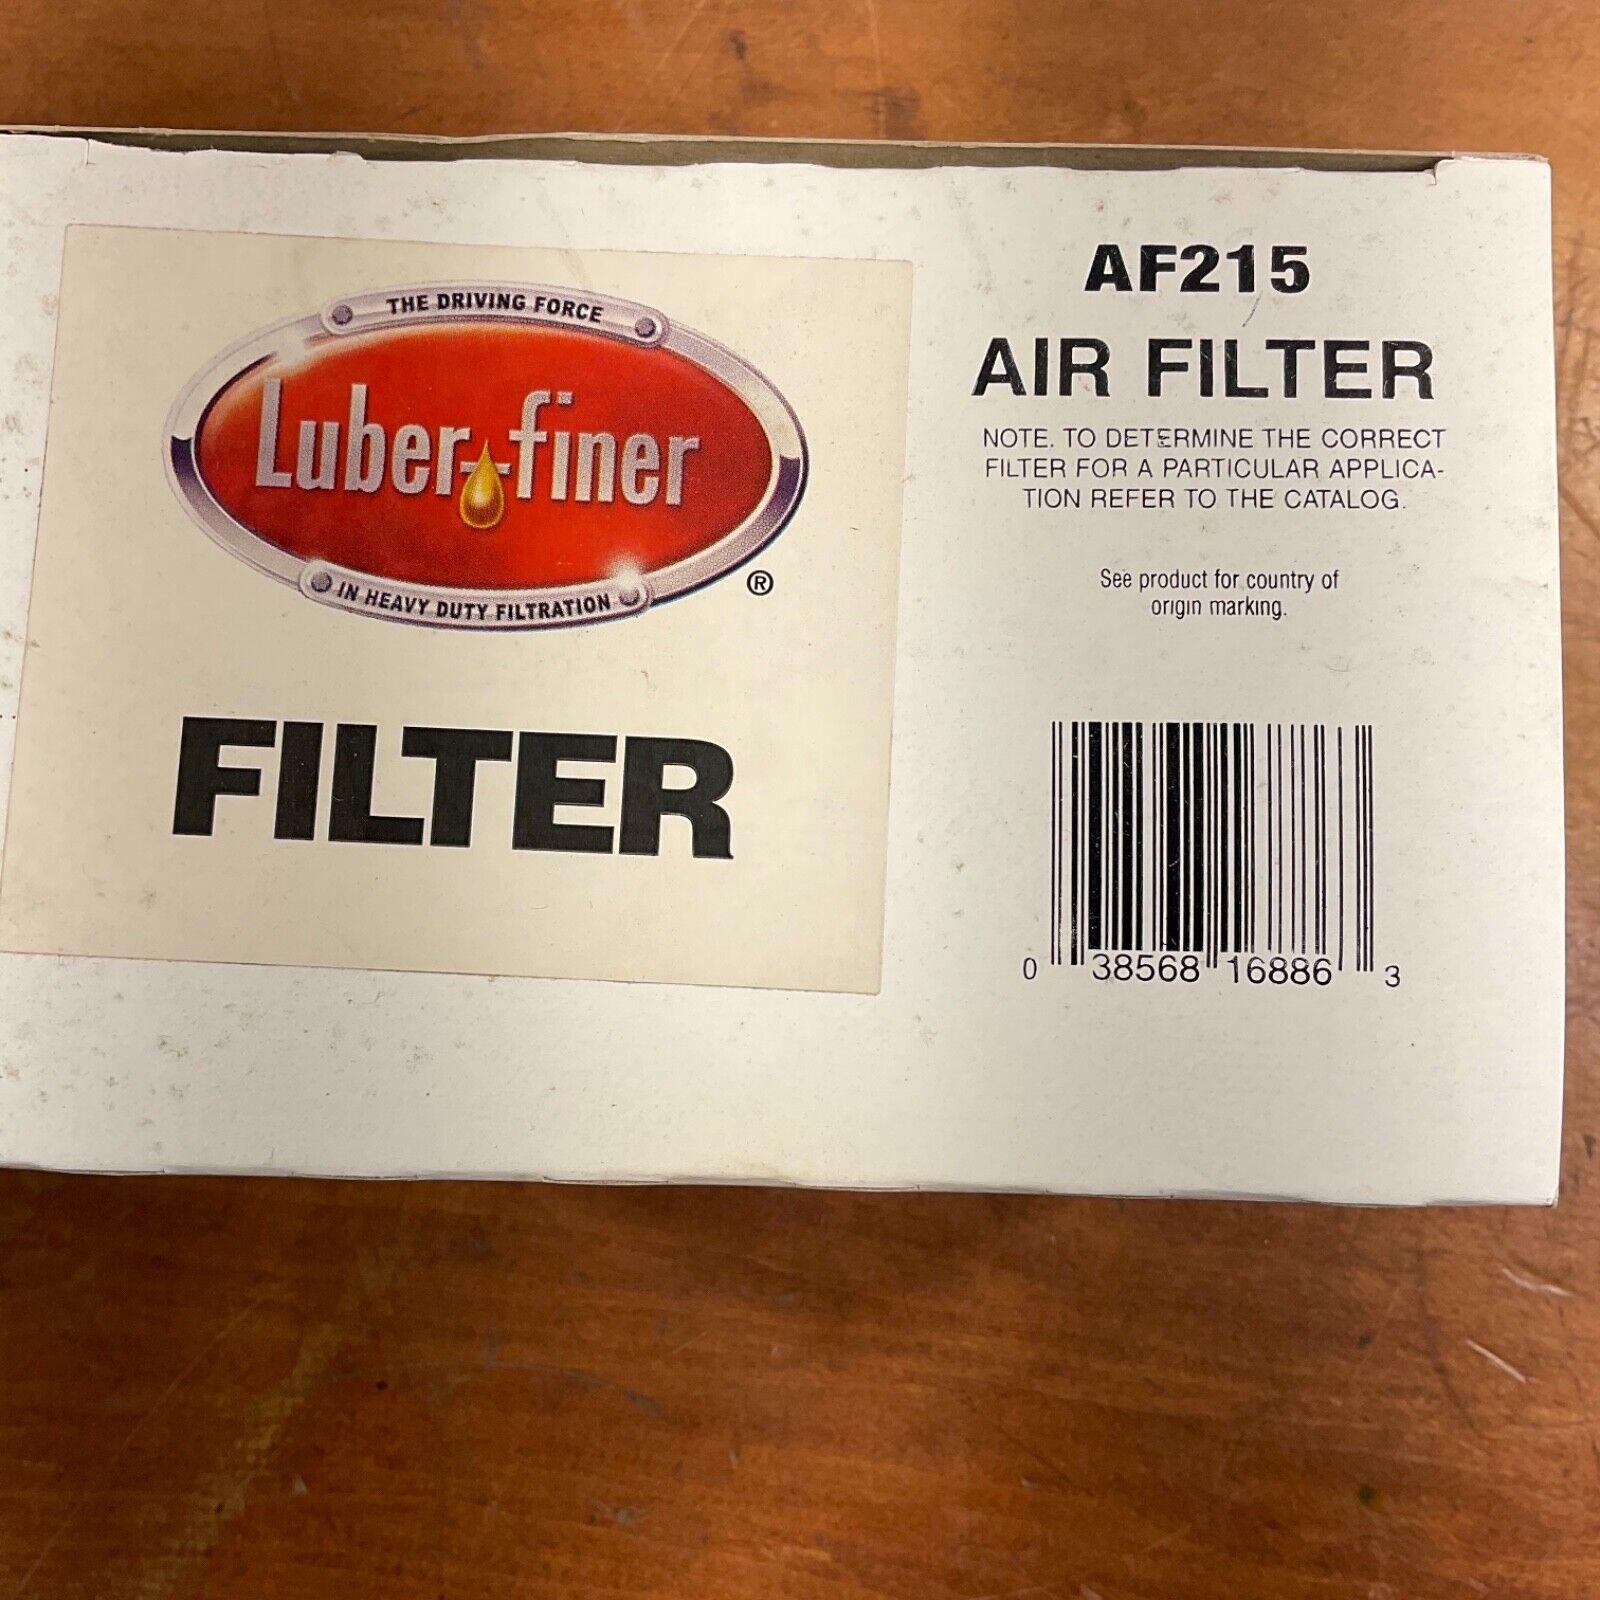 THE DRIVING FORCE
Luber-finer
IN HEAVY DUTY FILTRATION
®
FILTER
AF215
AIR FILTER
NOTE. TO DETERMINE THE CORRECT
FILTER FOR A PARTICULAR APPLICA-
TION REFER TO THE CATALOG.
See product for country of
origin marking.
0 38568 16886 3